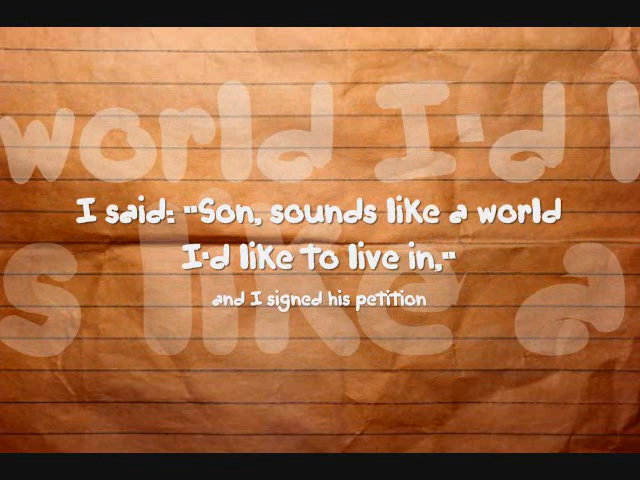 world I'd l
I said: "Son, sounds like a world
I'd like to live in,"
s like a
and I signed his petition